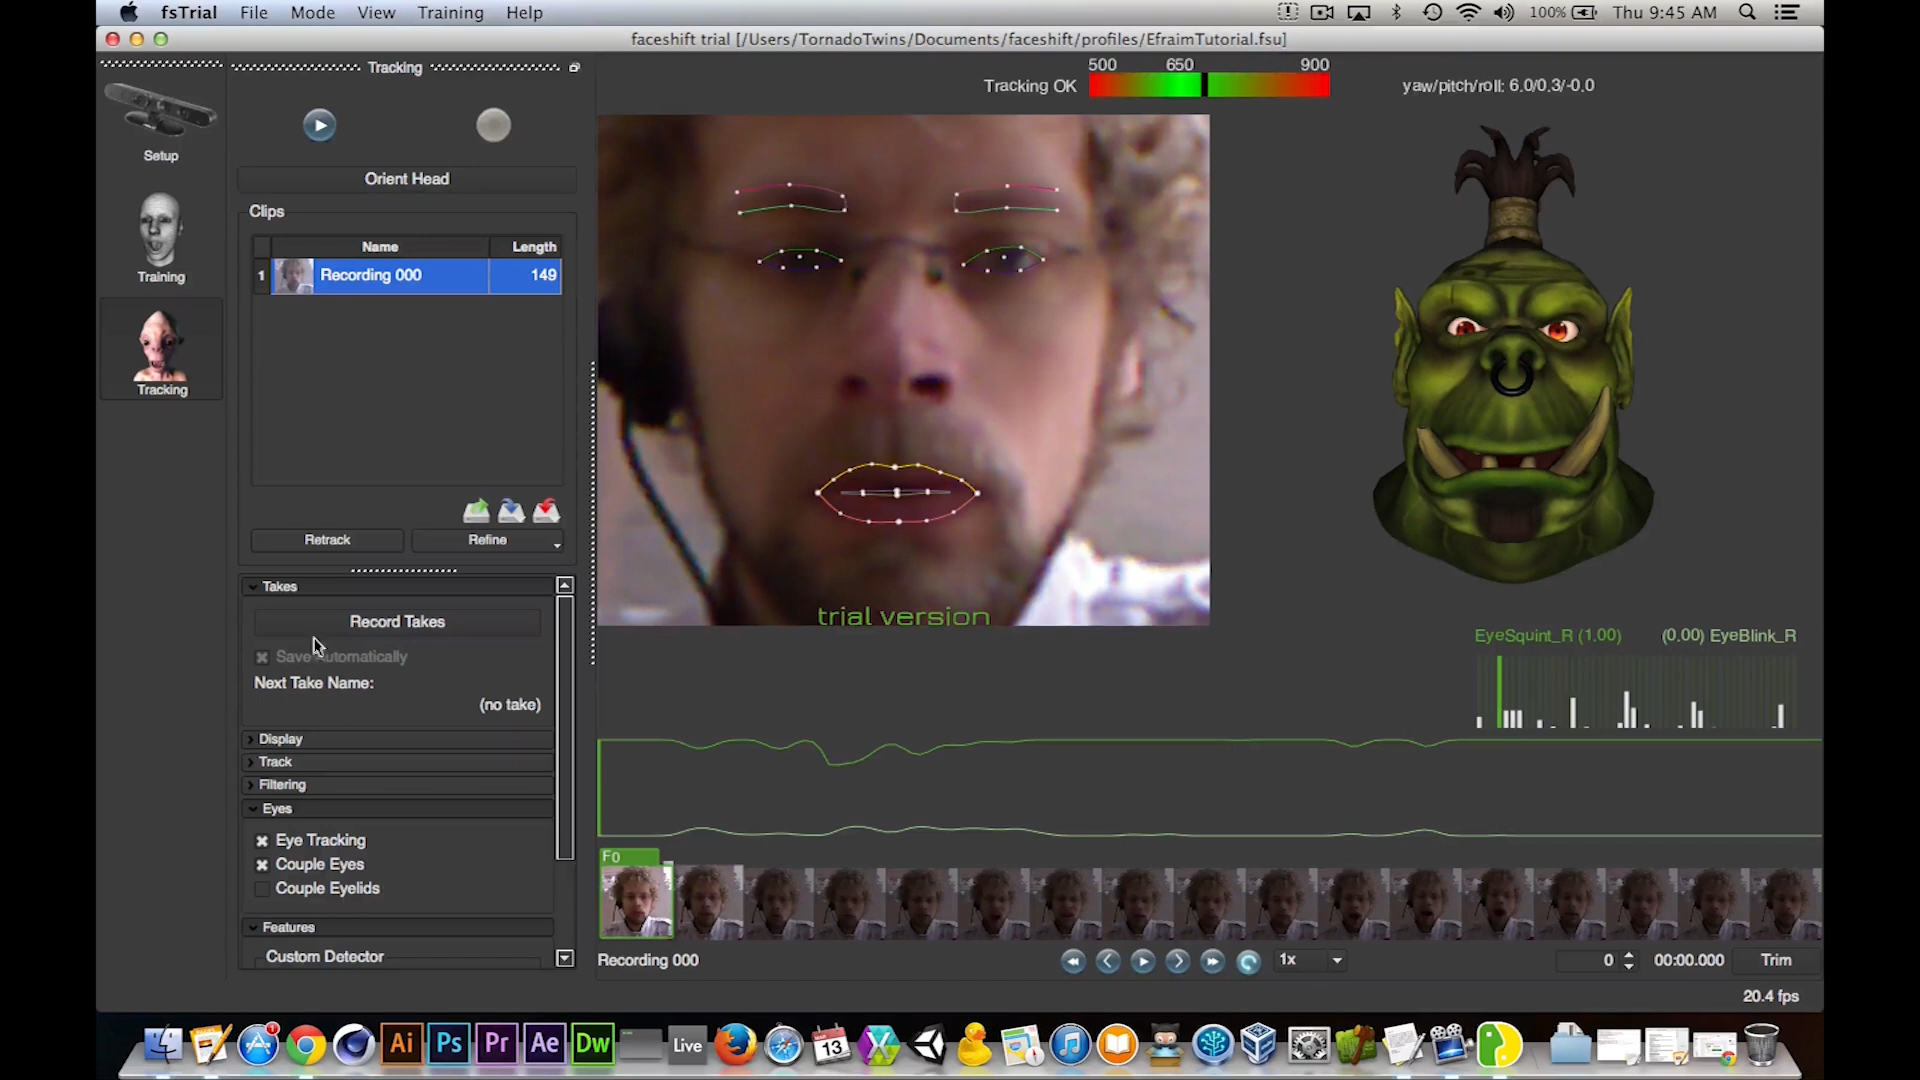 fsTrial File Mode View Training Help 100% Thu 9:45 AM
faceshift trial [/Users/TornadoTwins/Documents/faceshift/profiles/EfraimTutorial.fsu]
Setup
Training
Tracking
Tracking
Orient Head
Clips
Name Length
1 Recording 000 149
Retrack Refine
Takes
Record Takes
Save Automatically
Next Take Name:
(no take)
Display
Track
Filtering
Eyes
Eye Tracking
Couple Eyes
Couple Eyelids
Features
Custom Detector
500 650 900
Tracking OK
yaw/pitch/roll: 6.0/0.3/-0.0
trial version
EyeSquint_R (1.00) (0.00) EyeBlink_R
F0
Recording 000 1x 0 00:00.000 Trim
20.4 fps
1 Ai Ps Pr Ae Dw Live 13